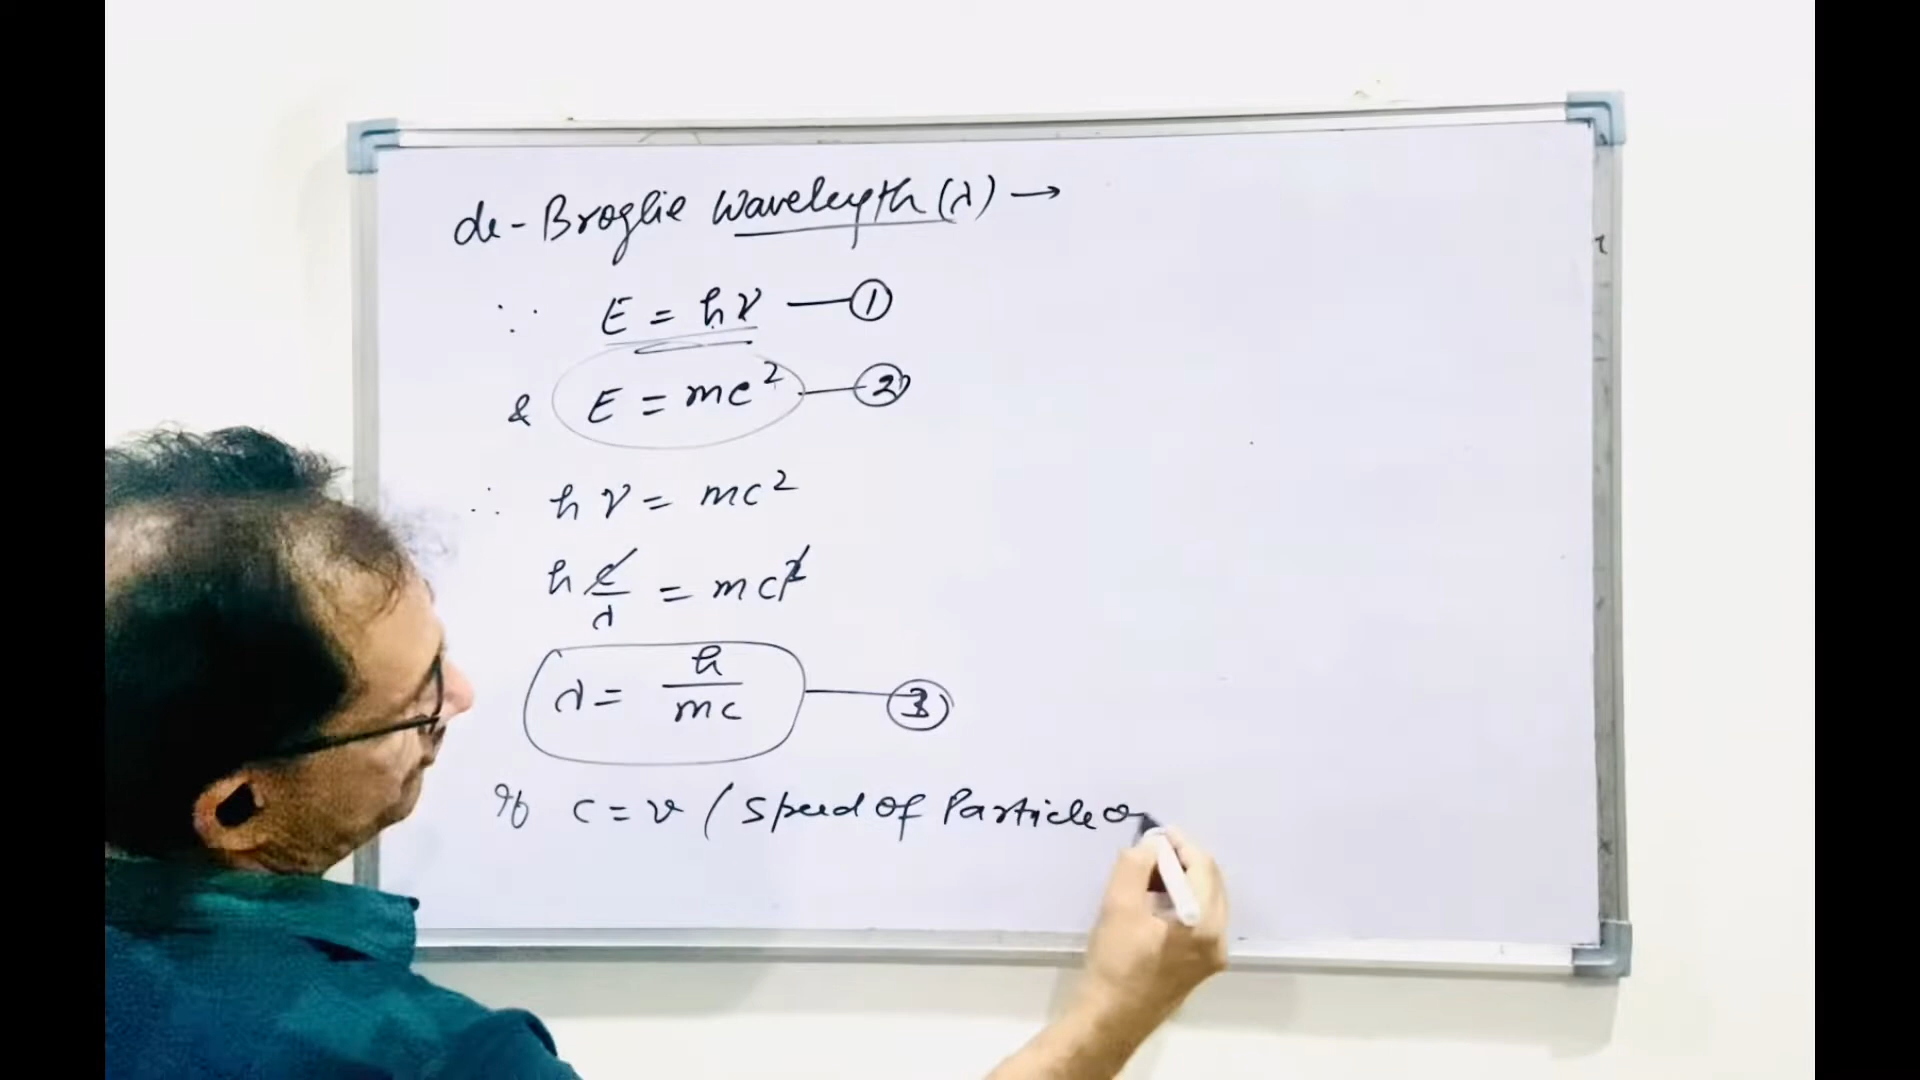 de-Broglie Wavelength (λ) →
∵ E = hν — ①
& E = mc² — ②
∴ hν = mc²
h c/λ = mc²
λ = h/mc — ③
If c = v (Speed of Particle o